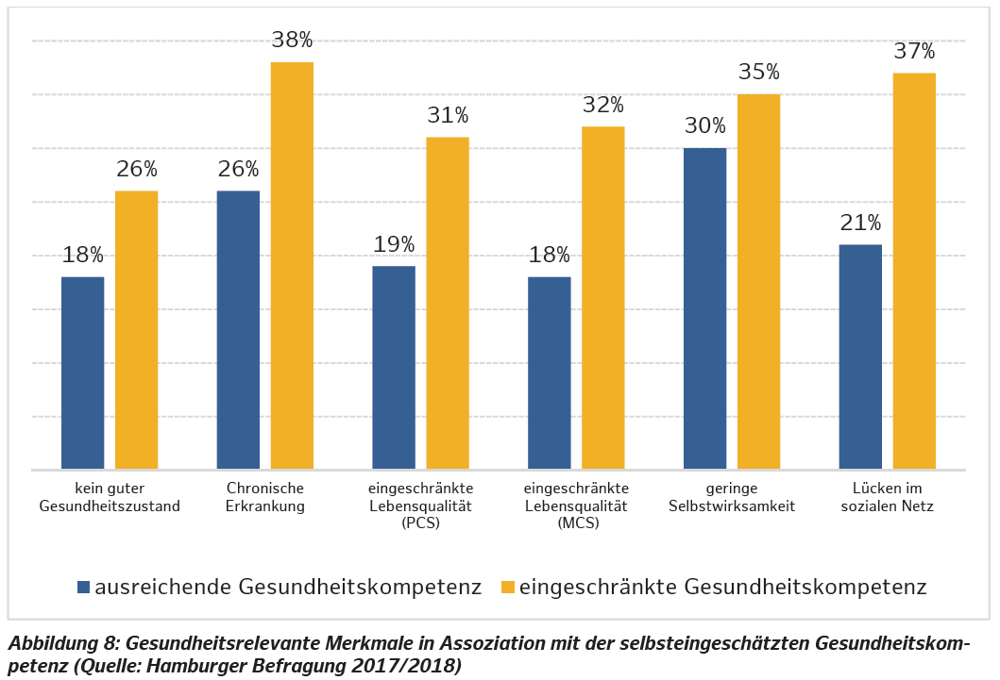 38%
37%
35%
31%
32%
30%
26%
26%
21%
18%
19%
18%
kein guter
Gesundheitszustand
Chronische
Erkrankung
eingeschränkte
Lebensqualität
(PCS)
eingeschränkte
Lebensqualität
(MCS)
geringe
Selbstwirksamkeit
Lücken im
sozialen Netz
ausreichende Gesundheitskompetenz
eingeschränkte Gesundheitskompetenz
Abbildung 8: Gesundheitsrelevante Merkmale in Assoziation mit der selbsteingeschätzten Gesundheitskom-
petenz (Quelle: Hamburger Befragung 2017/2018)